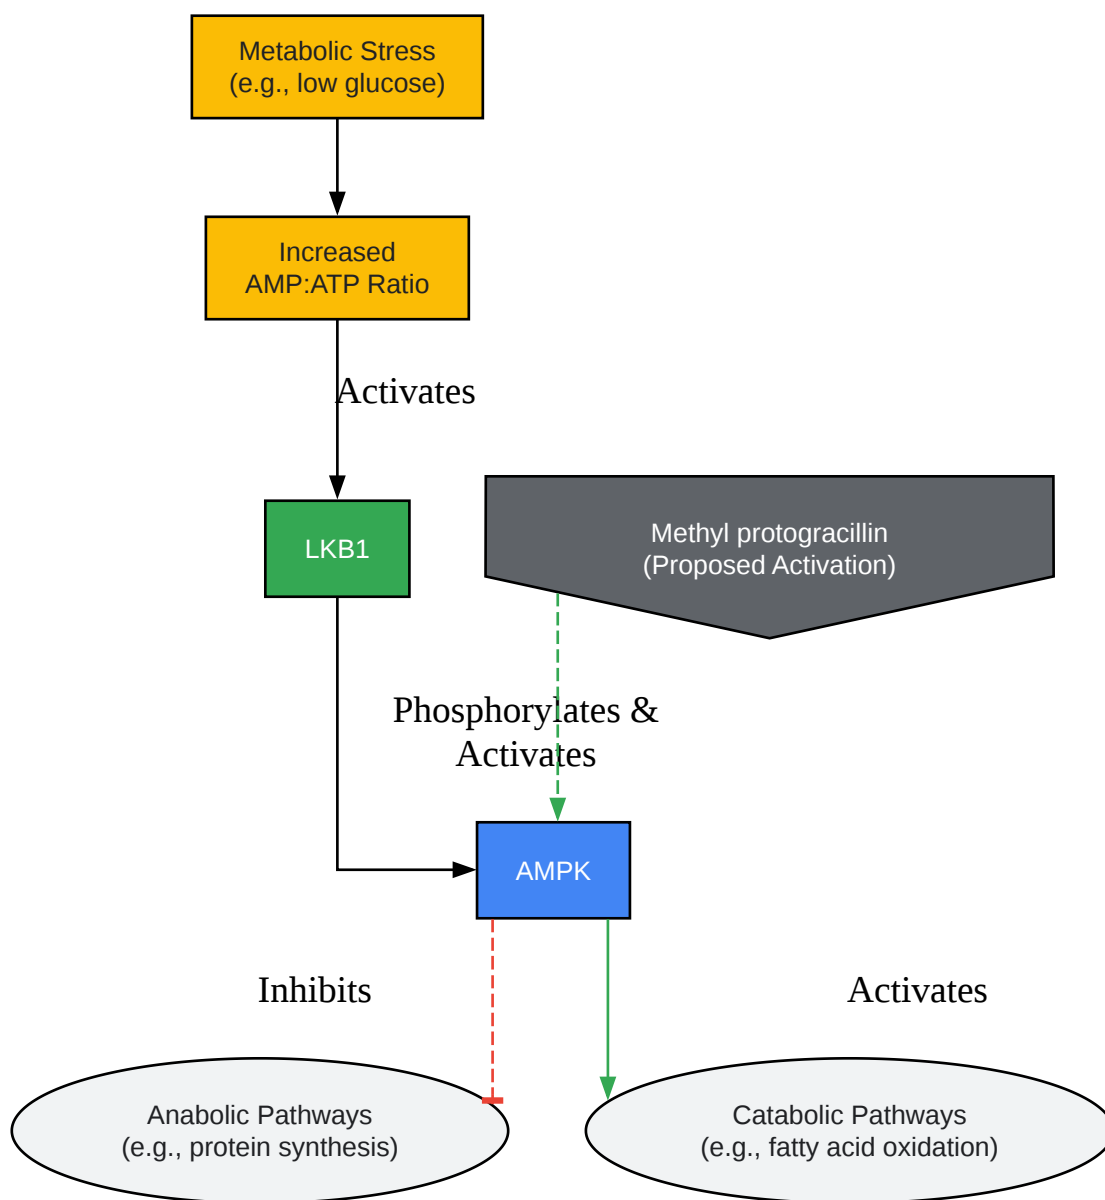 Metabolic Stress
(e.g., low glucose)
Increased
AMP:ATP Ratio
Activates
LKB1
Methyl protogracillin
(Proposed Activation)
Phosphorylates &
Activates
AMPK
Inhibits
Activates
Anabolic Pathways
(e.g., protein synthesis)
Catabolic Pathways
(e.g., fatty acid oxidation)